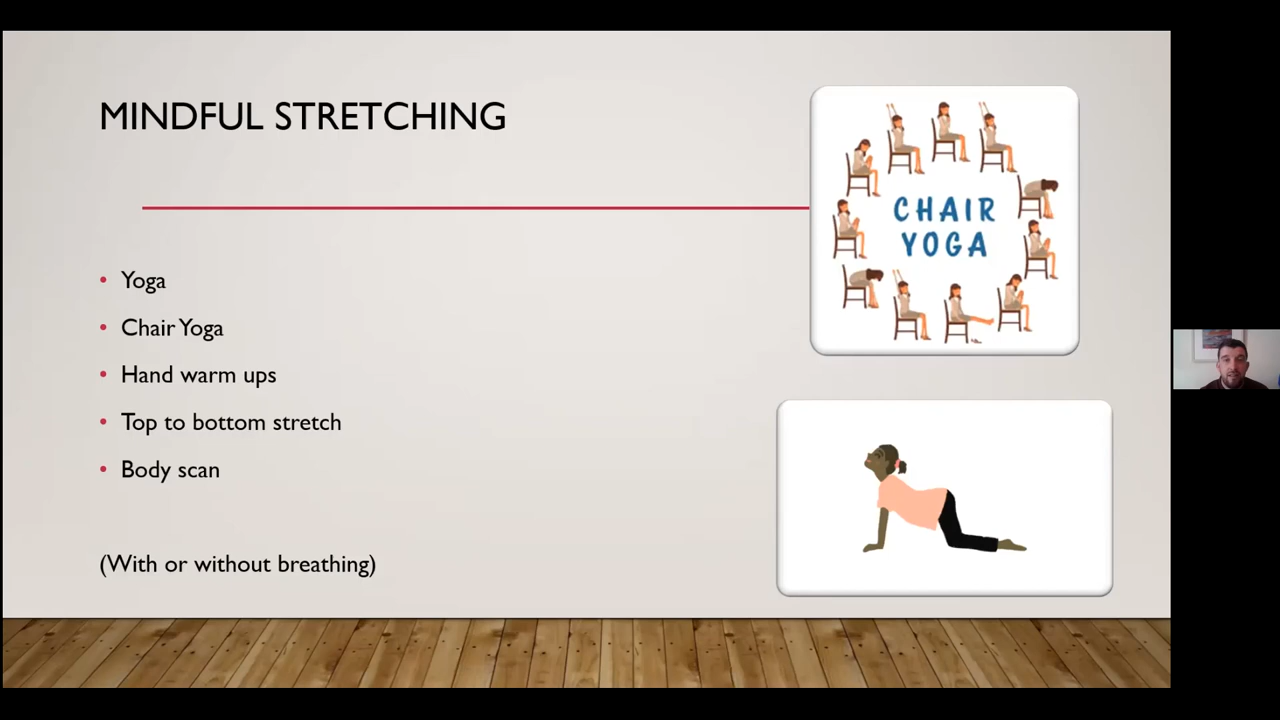 MINDFUL STRETCHING
CHAIR
YOGA
• Yoga
• Chair Yoga
• Hand warm ups
• Top to bottom stretch
• Body scan
(With or without breathing)